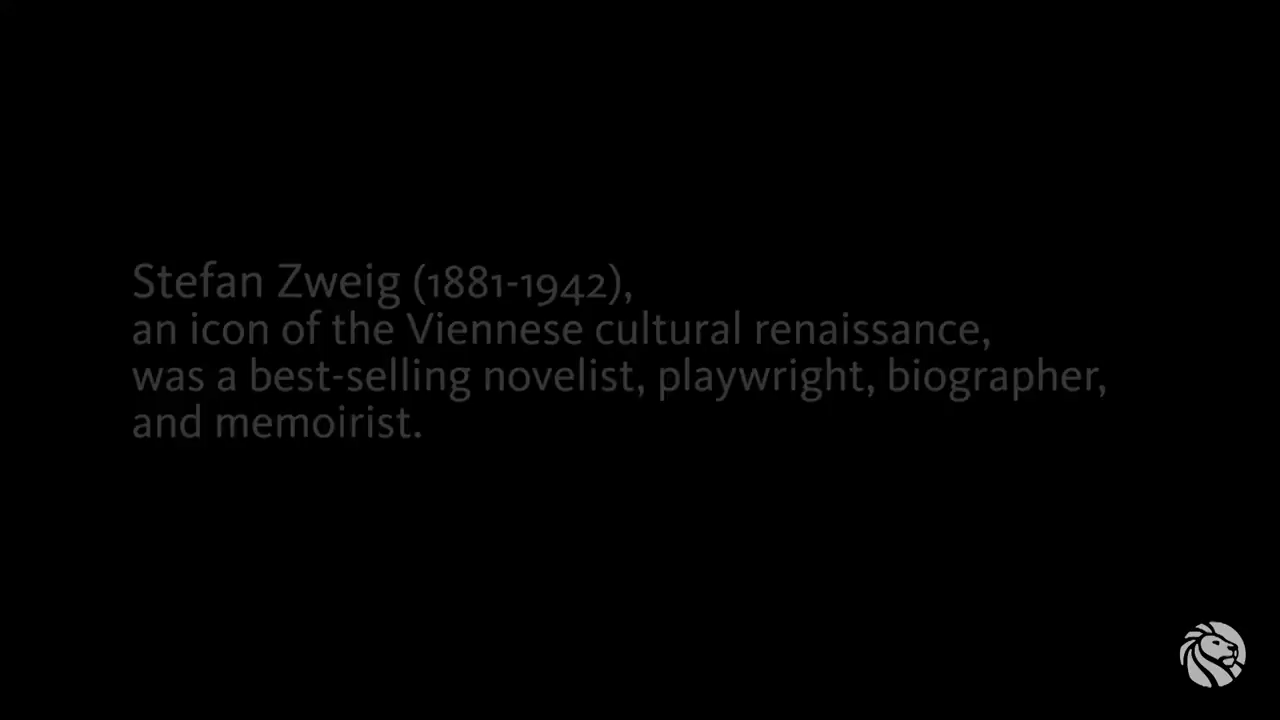 Stefan Zweig (1881-1942),
an icon of the Viennese cultural renaissance,
was a best-selling novelist, playwright, biographer,
and memoirist.